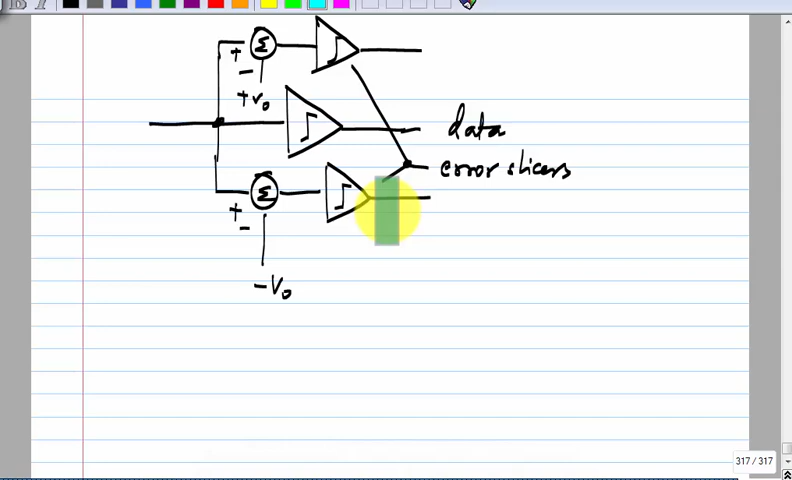 B I
+ Σ
−
+V₀
data
error slicers
Σ
+
−
−V₀
317 / 317